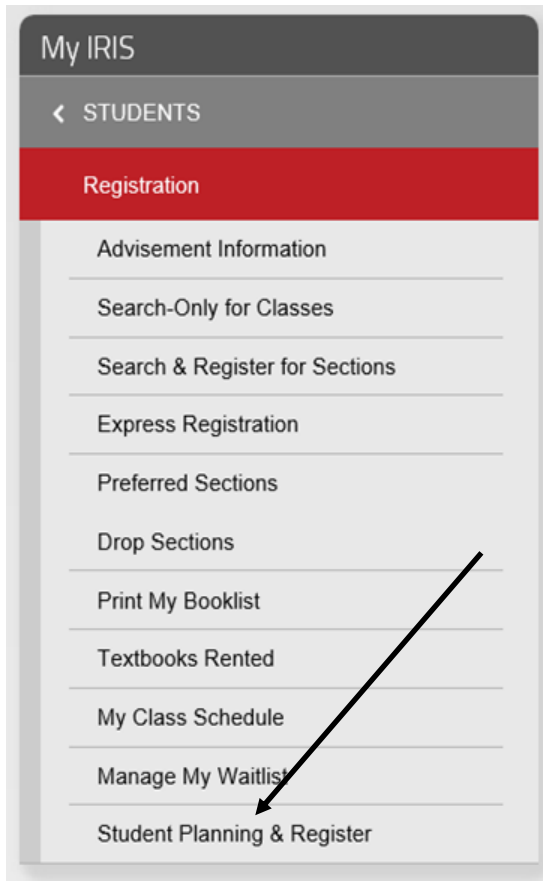 My IRIS
STUDENTS
Registration
Advisement Information
Search-Only for Classes
Search & Register for Sections
Express Registration
Preferred Sections
Drop Sections
Print My Booklist
Textbooks Rented
My Class Schedule
Manage My Waitlist
Student Planning & Register